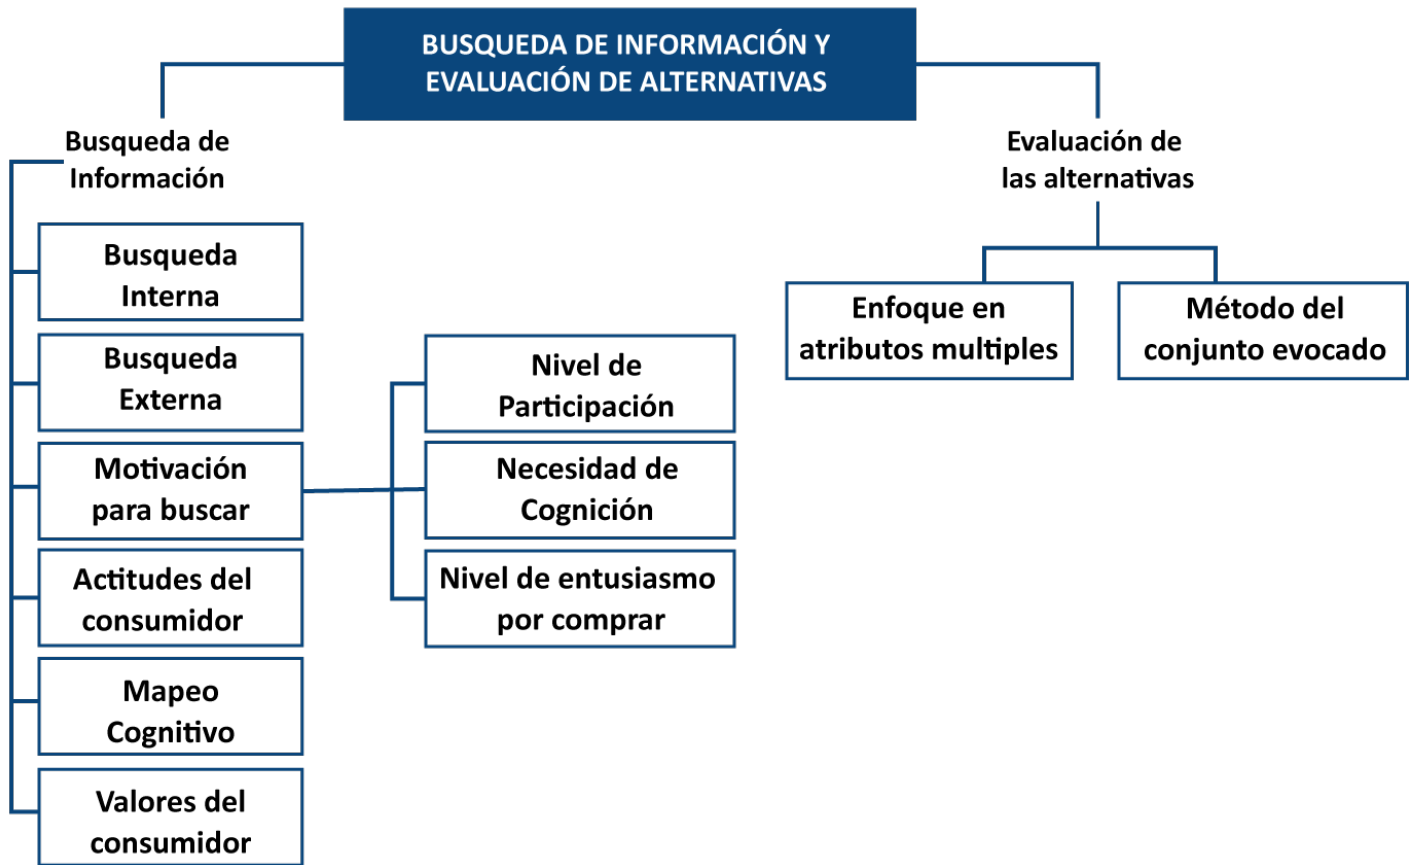 BUSQUEDA DE INFORMACIÓN Y
EVALUACIÓN DE ALTERNATIVAS
Busqueda de
Información
Busqueda
Interna
Busqueda
Externa
Motivación
para buscar
Actitudes del
consumidor
Mapeo
Cognitivo
Valores del
consumidor
Nivel de
Participación
Necesidad de
Cognición
Nivel de entusiasmo
por comprar
Evaluación de
las alternativas
Enfoque en
atributos multiples
Método del
conjunto evocado